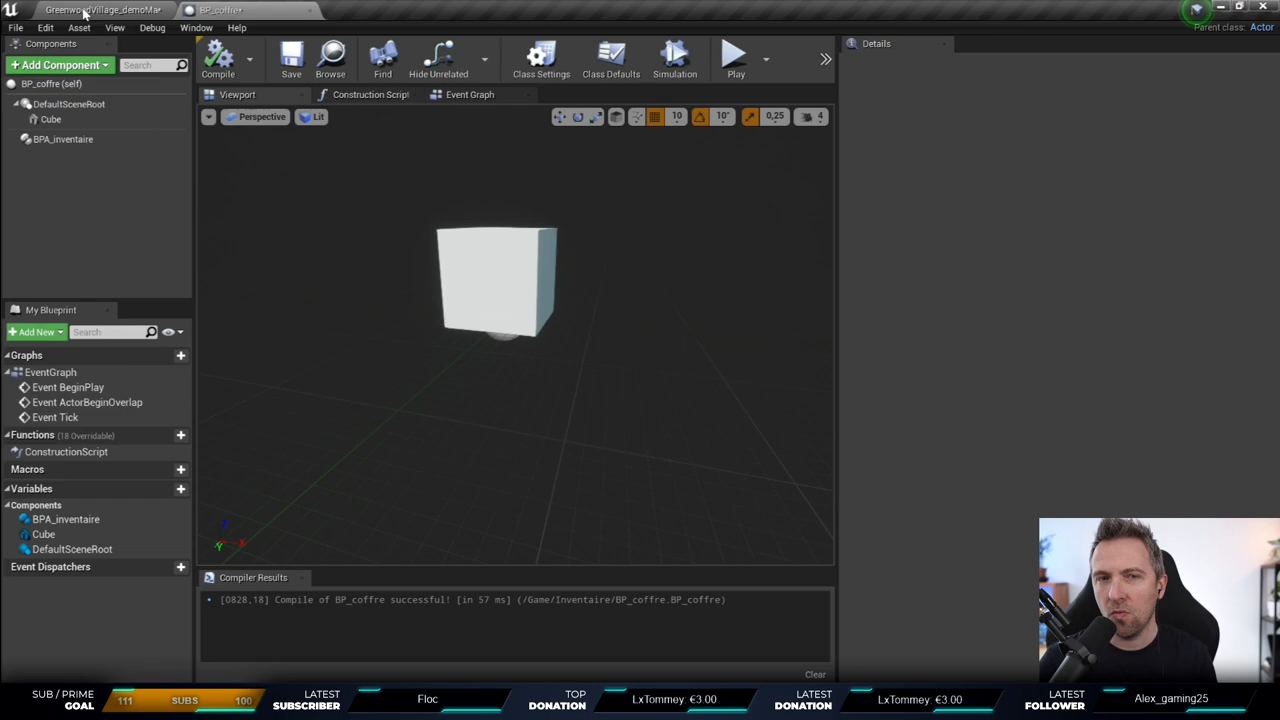 GreenwoodVillage_demoMa•
BP_coffre•
File Edit Asset View Debug Window Help
Parent class: Actor
Components
Add Component
Search
BP_coffre (self)
DefaultSceneRoot
Cube
BPA_inventaire
Compile
Save
Browse
Find
Hide Unrelated
Class Settings
Class Defaults
Simulation
Play
Viewport
Construction Script
Event Graph
Perspective
Lit
10
10°
0,25
4
Details
My Blueprint
Add New
Search
Graphs
EventGraph
Event BeginPlay
Event ActorBeginOverlap
Event Tick
Functions (18 Overridable)
ConstructionScript
Macros
Variables
Components
BPA_inventaire
Cube
DefaultSceneRoot
Event Dispatchers
Z
X
Y
Compiler Results
[0828,18] Compile of BP_coffre successful! [in 57 ms] (/Game/Inventaire/BP_coffre.BP_coffre)
Clear
SUB / PRIME GOAL
111 SUBS 100
LATEST SUBSCRIBER
Floc
TOP DONATION
LxTommey: €3.00
LATEST DONATION
LxTommey: €3.00
LATEST FOLLOWER
Alex_gaming25